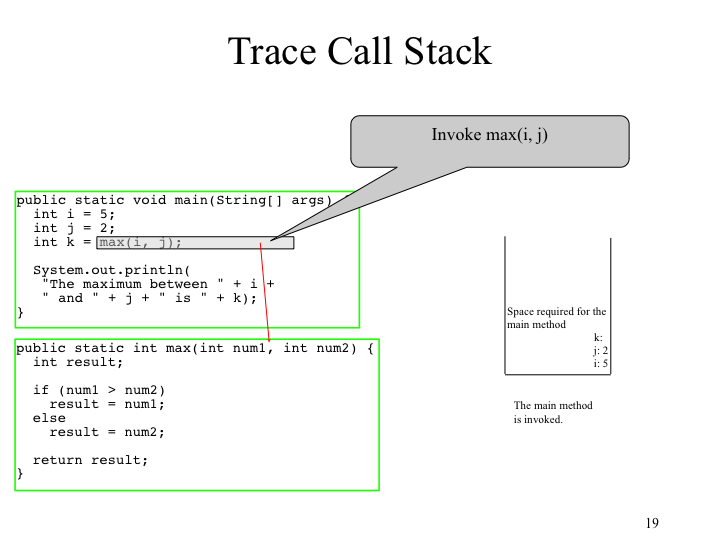 Trace Call Stack
Invoke max(i, j)
public static void main(String[] args) {
int i = 5;
int j = 2;
int k = max(i, j);
System.out.println(
"The maximum between " + i +
" and " + j + " is " + k);
}
public static int max(int num1, int num2) {
int result;
if (num1 > num2)
result = num1;
else
result = num2;
return result;
}
Space required for the
main method
k:
j: 2
i: 5
The main method
is invoked.
19